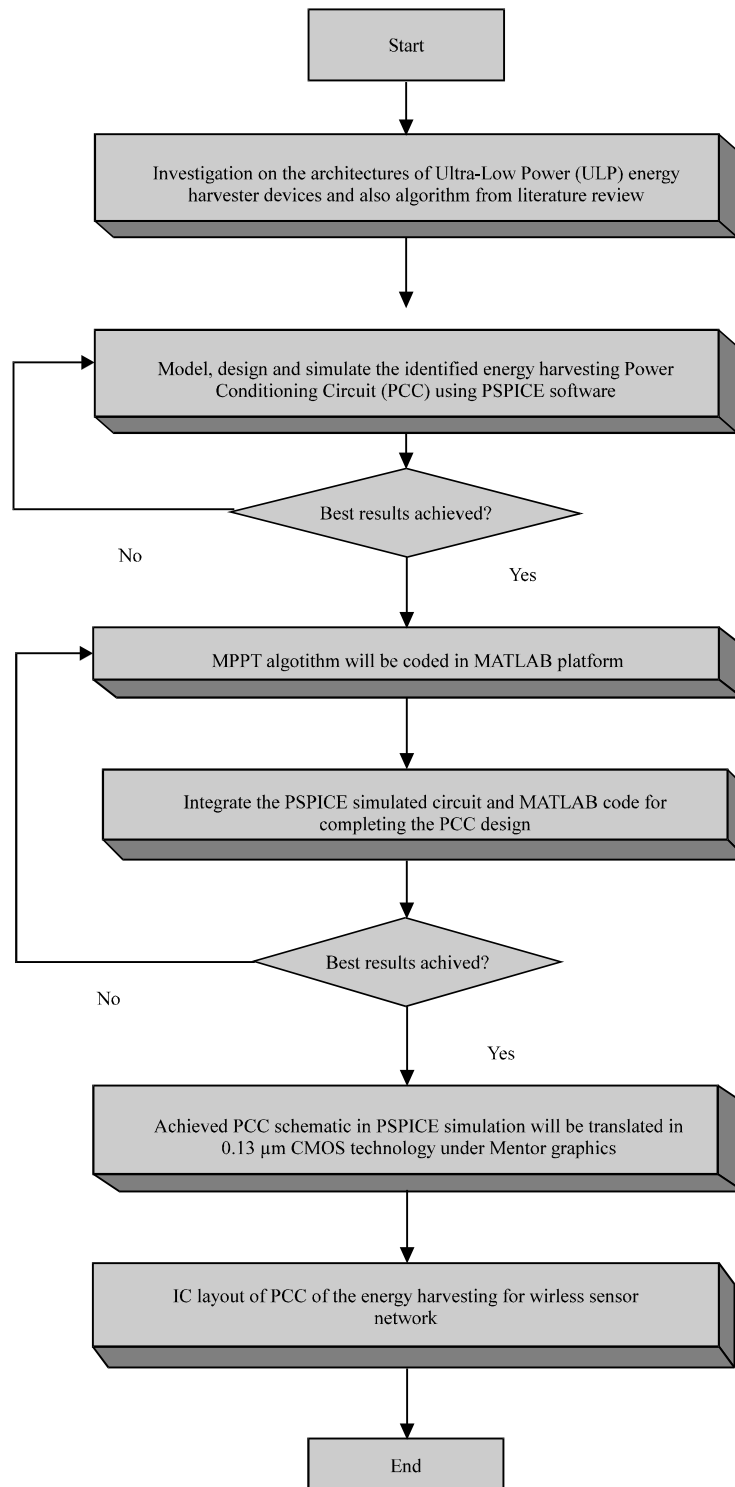 Start
Investigation on the architectures of Ultra-Low Power (ULP) energy
harvester devices and also algorithm from literature review
Model, design and simulate the identified energy harvesting Power
Conditioning Circuit (PCC) using PSPICE software
Best results achieved?
No
Yes
MPPT algotithm will be coded in MATLAB platform
Integrate the PSPICE simulated circuit and MATLAB code for
completing the PCC design
Best results achived?
No
Yes
Achieved PCC schematic in PSPICE simulation will be translated in
0.13 µm CMOS technology under Mentor graphics
IC layout of PCC of the energy harvesting for wirless sensor
network
End